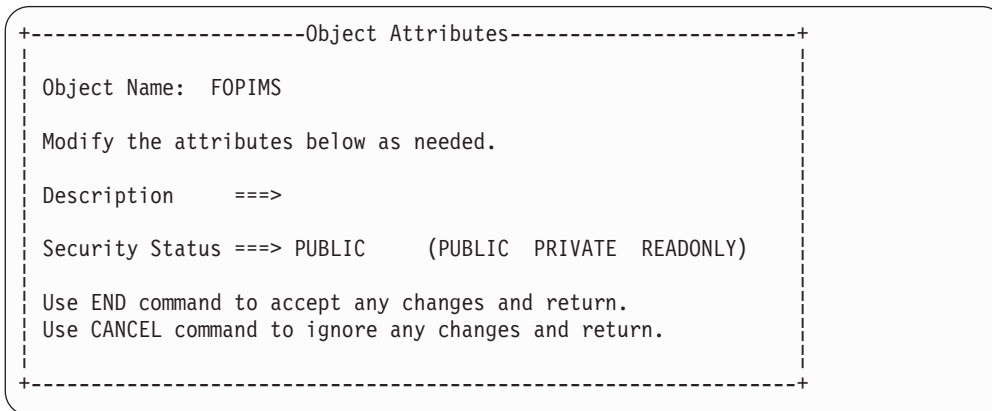 +-----------------------Object Attributes------------------------+
Object Name:  FOPIMS
Modify the attributes below as needed.
Description     ===>
Security Status ===> PUBLIC     (PUBLIC  PRIVATE  READONLY)
Use END command to accept any changes and return.
Use CANCEL command to ignore any changes and return.
+----------------------------------------------------------------+